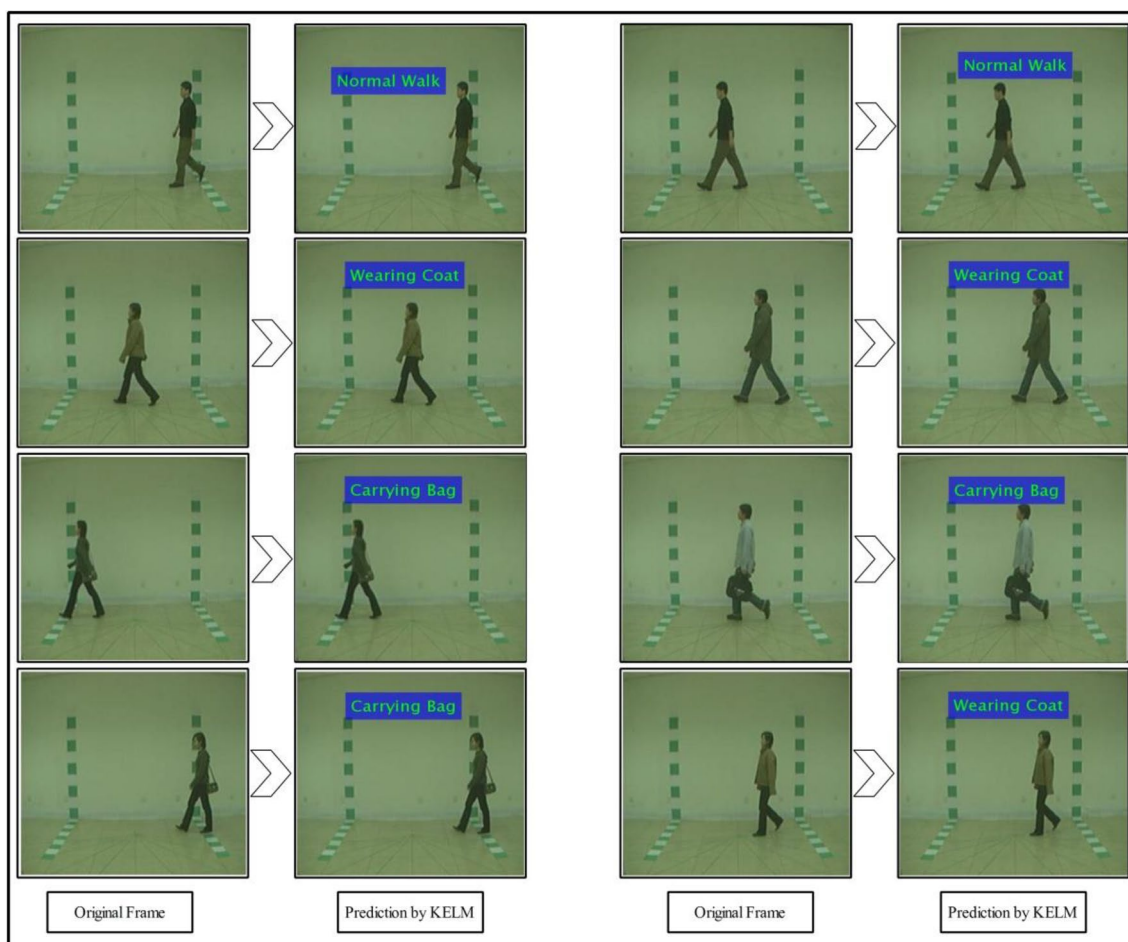 Normal Walk
Normal Walk
Wearing Coat
Wearing Coat
Carrying Bag
Carrying Bag
Carrying Bag
Wearing Coat
Original Frame
Prediction by KELM
Original Frame
Prediction by KELM